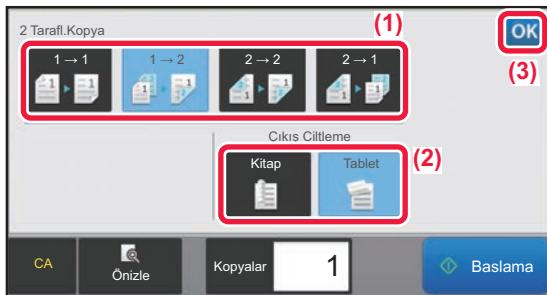 2 Tarafl.Kopya
(1)
OK
1 → 1
1 → 2
2 → 2
2 → 1
(3)
Cıkıs Ciltleme
Kitap
Tablet
(2)
CA
Önizle
Kopyalar
1
Baslama